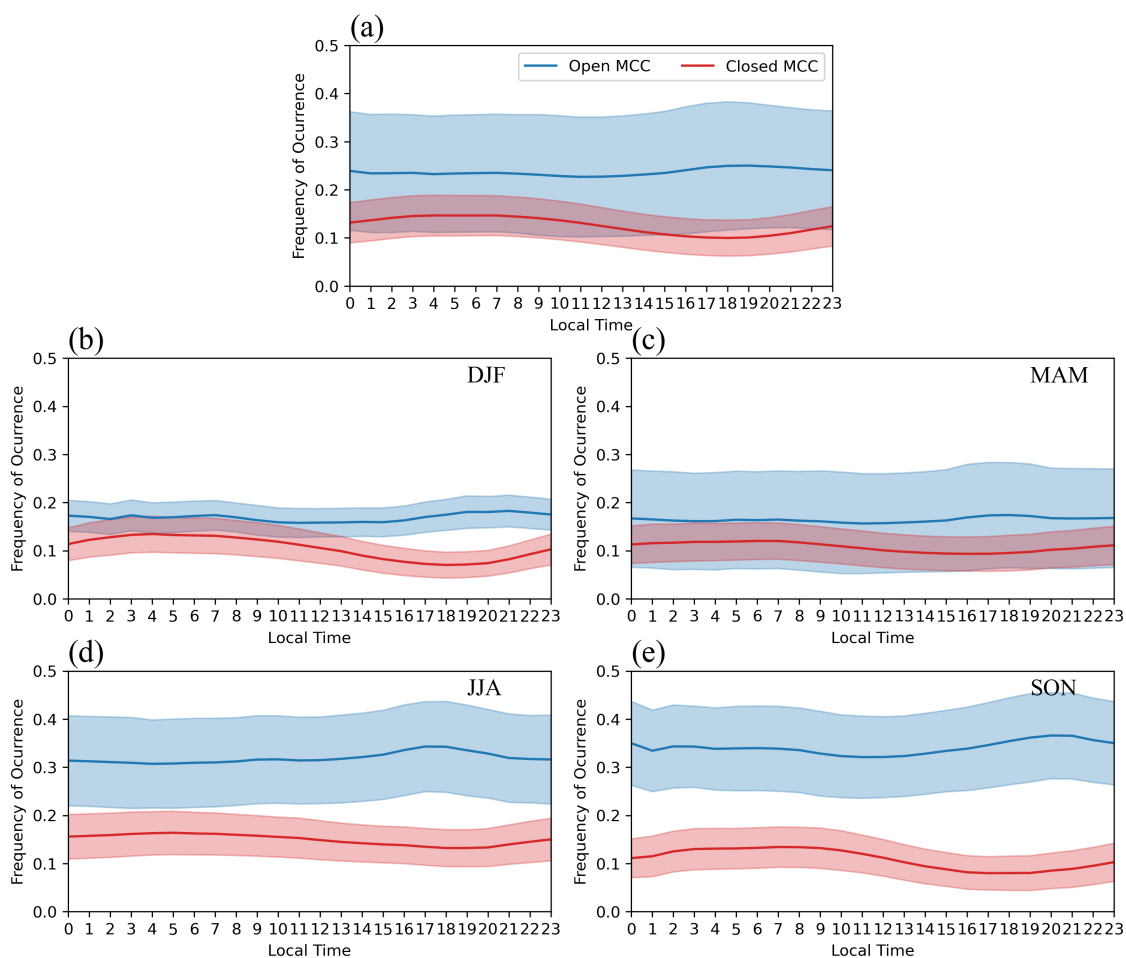 (a)
Frequency of Ocurrence
0.5
0.4
0.3
0.2
0.1
0.0
Open MCC Closed MCC
0 1 2 3 4 5 6 7 8 9 10 11 12 13 14 15 16 17 18 19 20 21 22 23
Local Time
(b)
DJF
Frequency of Ocurrence
0.5
0.4
0.3
0.2
0.1
0.0
0 1 2 3 4 5 6 7 8 9 10 11 12 13 14 15 16 17 18 19 20 21 22 23
Local Time
(c)
MAM
Frequency of Ocurrence
0.5
0.4
0.3
0.2
0.1
0.0
0 1 2 3 4 5 6 7 8 9 10 11 12 13 14 15 16 17 18 19 20 21 22 23
Local Time
(d)
JJA
Frequency of Ocurrence
0.5
0.4
0.3
0.2
0.1
0.0
0 1 2 3 4 5 6 7 8 9 10 11 12 13 14 15 16 17 18 19 20 21 22 23
Local Time
(e)
SON
Frequency of Ocurrence
0.5
0.4
0.3
0.2
0.1
0.0
0 1 2 3 4 5 6 7 8 9 10 11 12 13 14 15 16 17 18 19 20 21 22 23
Local Time